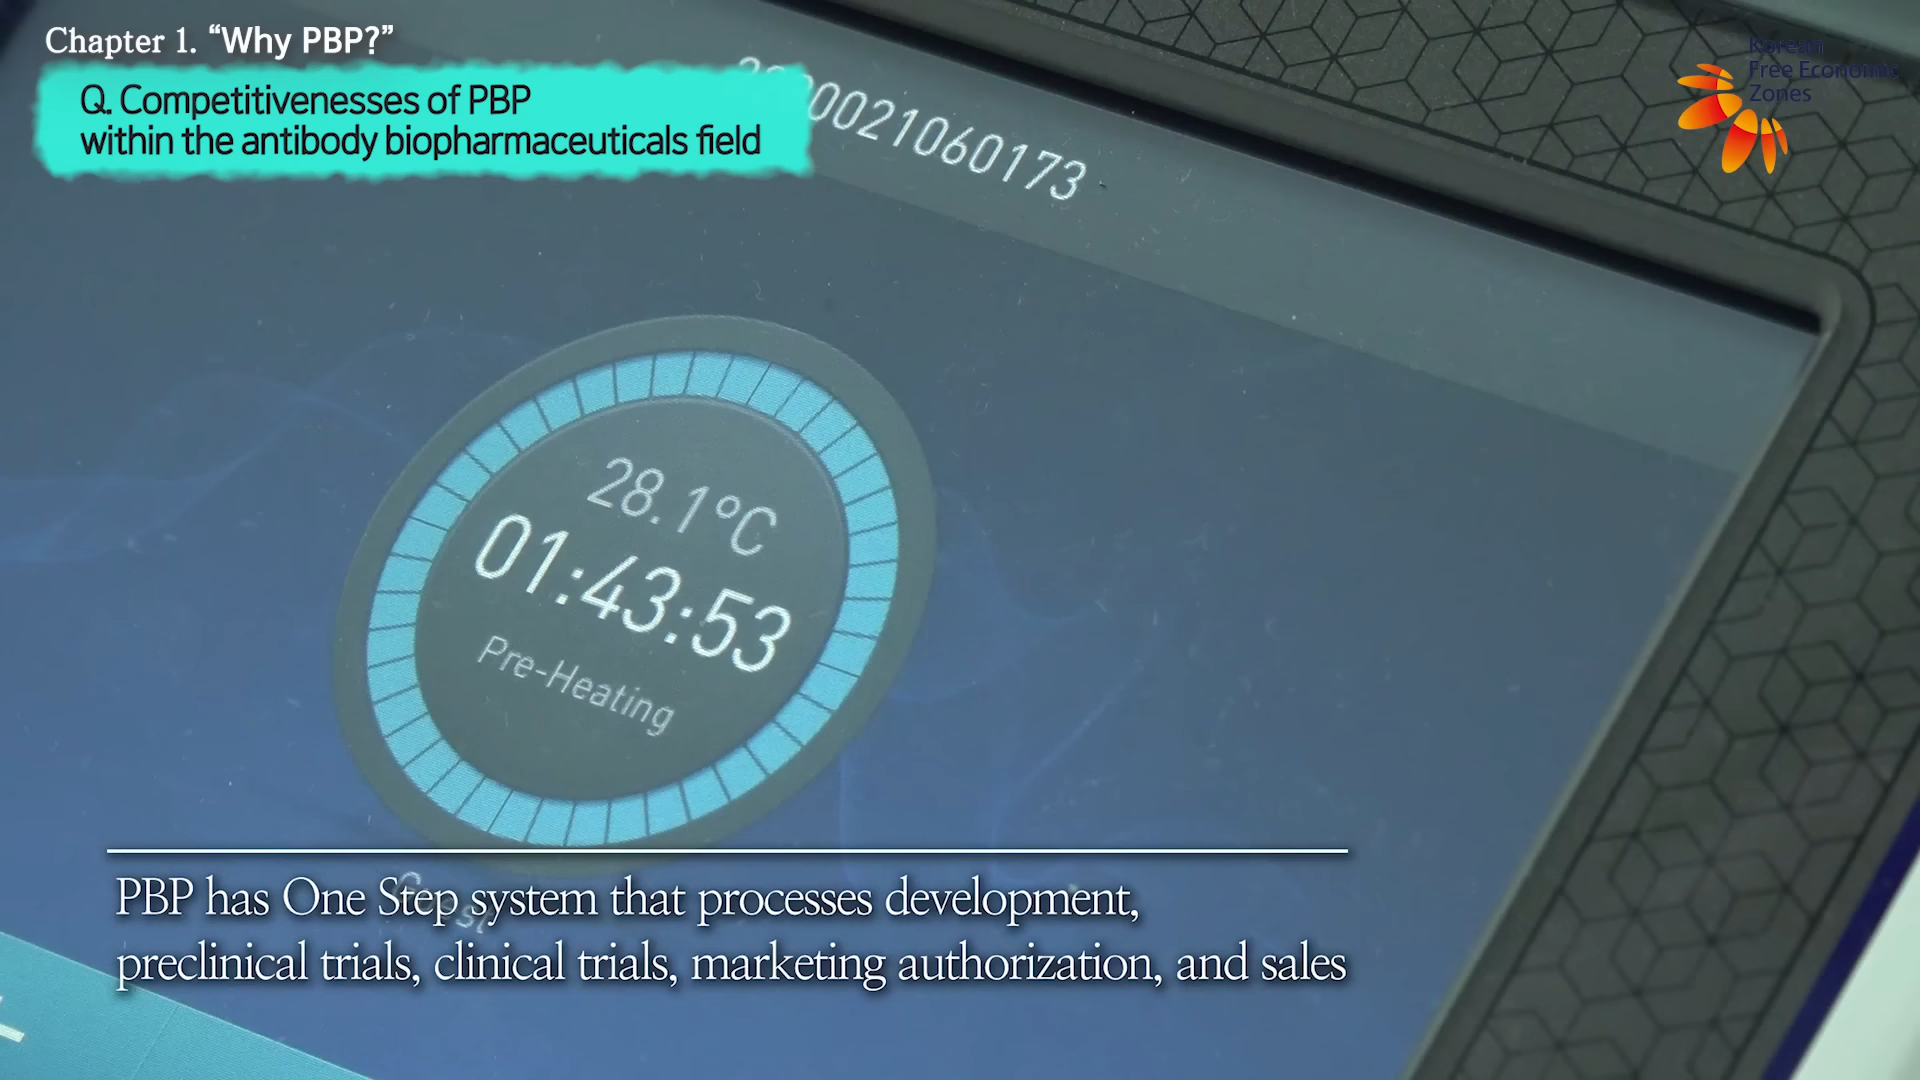 Chapter 1. “Why PBP?”
Q. Competitivenesses of PBP
within the antibody biopharmaceuticals field
Korean
Free Economic
Zones
28.1°C
01:43:53
Pre-Heating
PBP has One Step system that processes development,
preclinical trials, clinical trials, marketing authorization, and sales